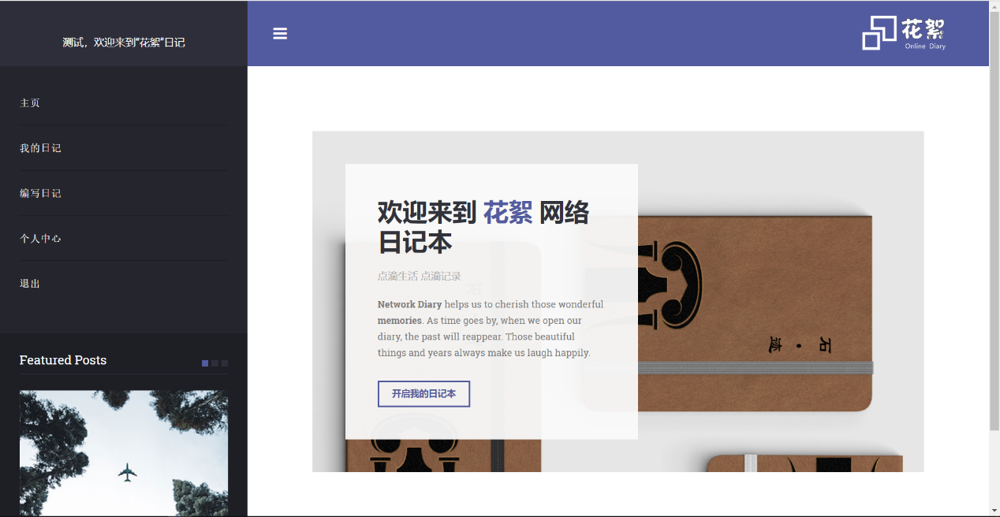 测试，欢迎来到“花絮”日记
主页
我的日记
编写日记
个人中心
退出
Featured Posts
花絮
Online Diary
欢迎来到 花絮 网络
日记本
点滴生活 点滴记录
Network Diary helps us to cherish those wonderful
memories. As time goes by, when we open our
diary, the past will reappear. Those beautiful
things and years always make us laugh happily.
开启我的日记本
石·迹